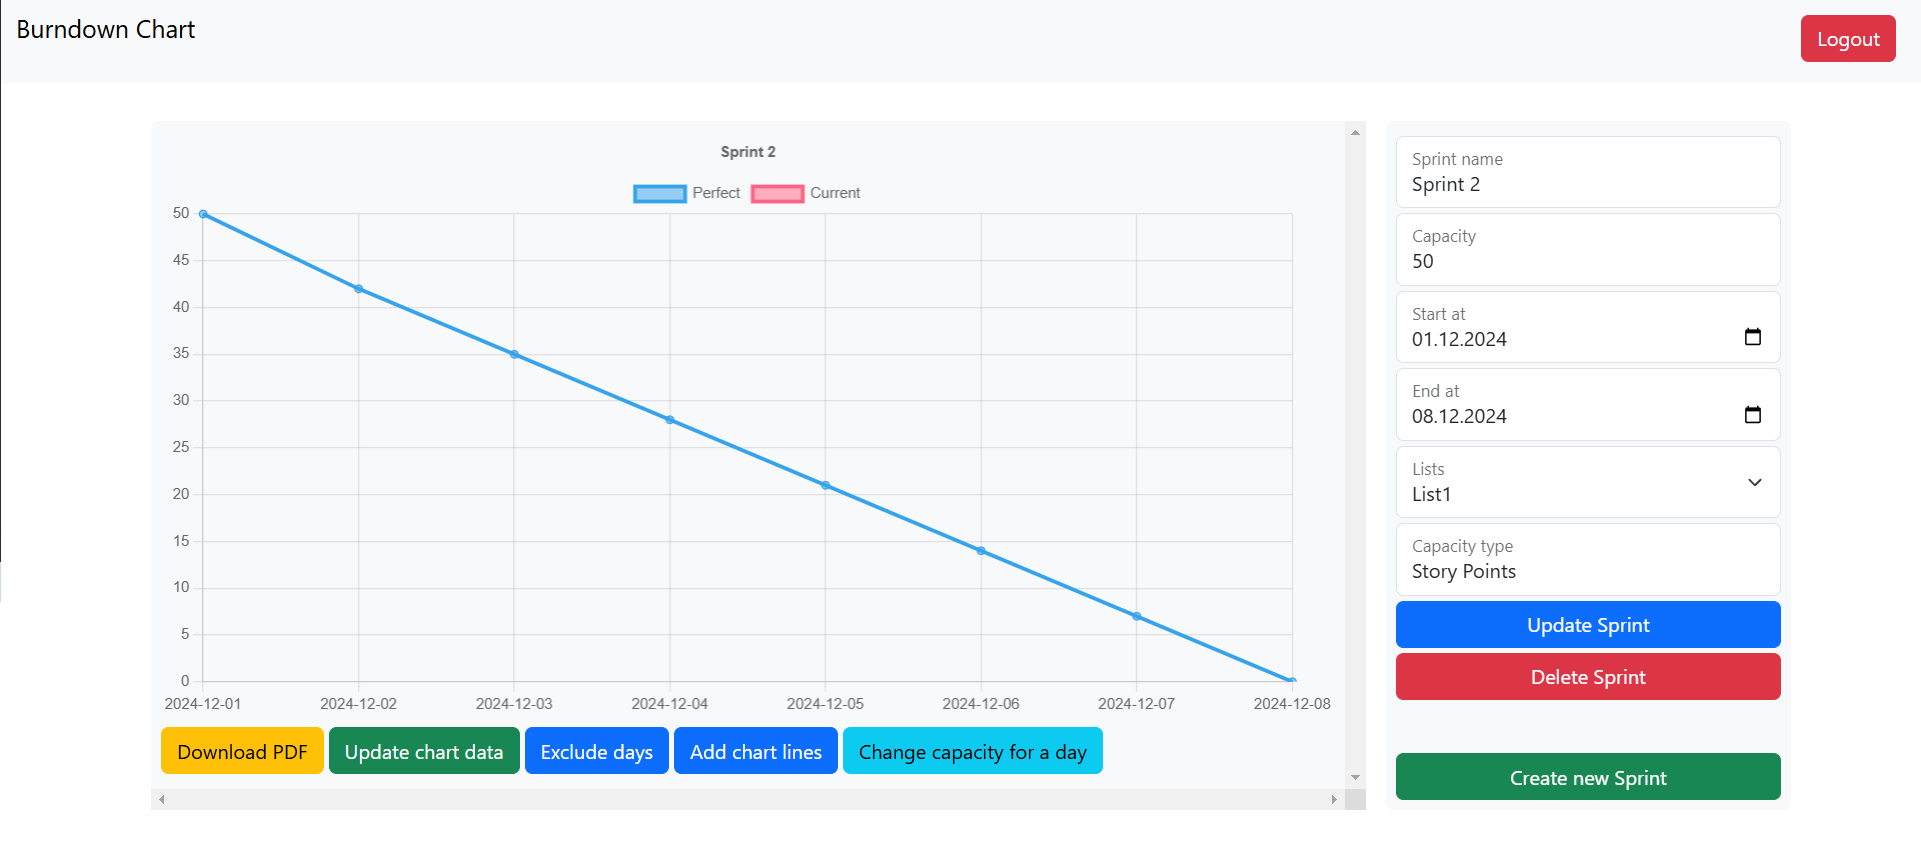 Burndown Chart
Logout
Sprint 2
Perfect Current
50
45
40
35
30
25
20
15
10
5
0
2024-12-01 2024-12-02 2024-12-03 2024-12-04 2024-12-05 2024-12-06 2024-12-07 2024-12-08
Download PDF Update chart data Exclude days Add chart lines Change capacity for a day
Sprint name
Sprint 2
Capacity
50
Start at
01.12.2024
End at
08.12.2024
Lists
List1
Capacity type
Story Points
Update Sprint
Delete Sprint
Create new Sprint